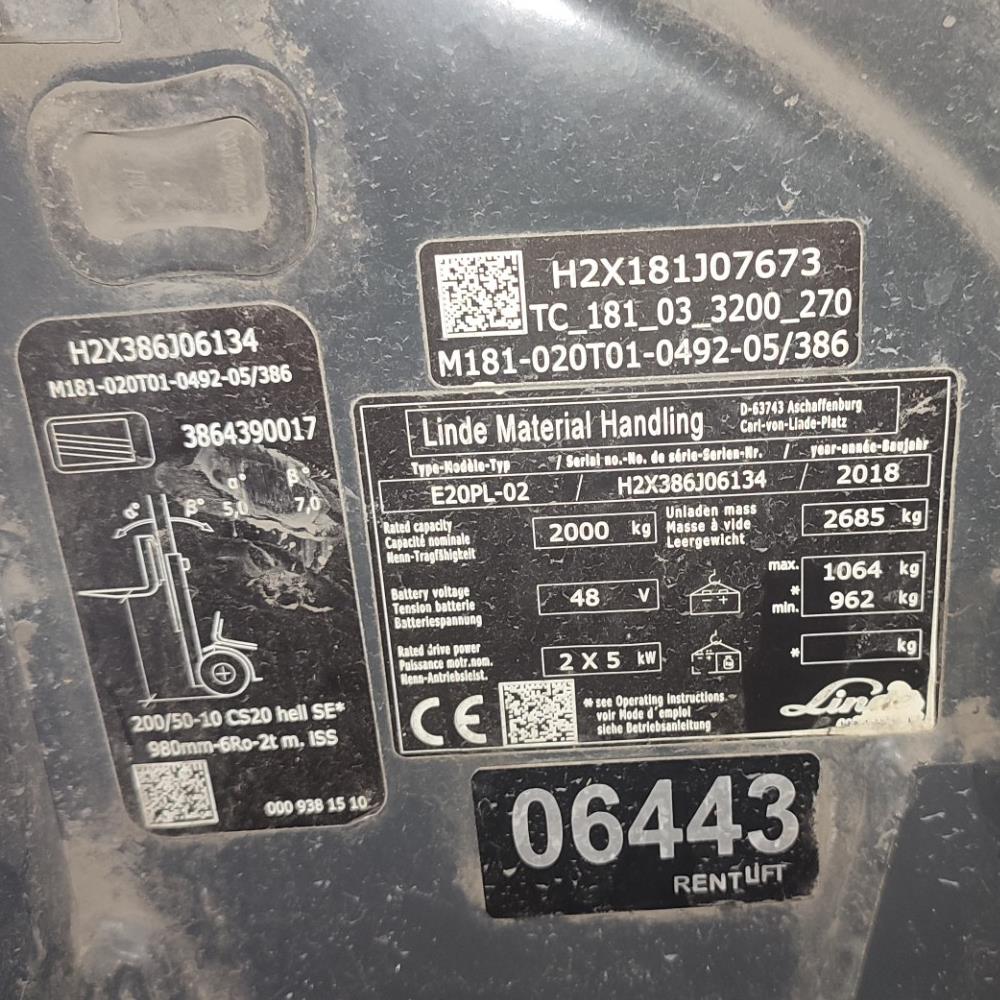 H2X181J07673
TC_181_03_3200_270
M181-020T01-0492-05/386
H2X386J06134
M181-020T01-0492-05/386
3864390017
α° β°
α° β° 5,0 7,0
200/50-10 CS20 hell SE*
980mm-6Ro-2t m. ISS
000 938 15 10
Linde Material Handling
D-63743 Aschaffenburg
Carl-von-Linde-Platz
Type-Modèle-Typ / Serial no.-No. de série-Serien-Nr. / year-année-Baujahr
E20PL-02 / H2X386J06134 / 2018
Rated capacity
Capacité nominale
Nenn-Tragfähigkeit
2000 kg
Unladen mass
Masse à vide
Leergewicht
2685 kg
Battery voltage
Tension batterie
Batteriespannung
48 V
max. 1064 kg
*
min. 962 kg
Rated drive power
Puissance motr.nom.
Nenn-Antriebsleist.
2 X 5 kW
* kg
CE
* see Operating Instructions
voir Mode d'emploi
siehe Betriebsanleitung
Linde
06443
RENTLIFT